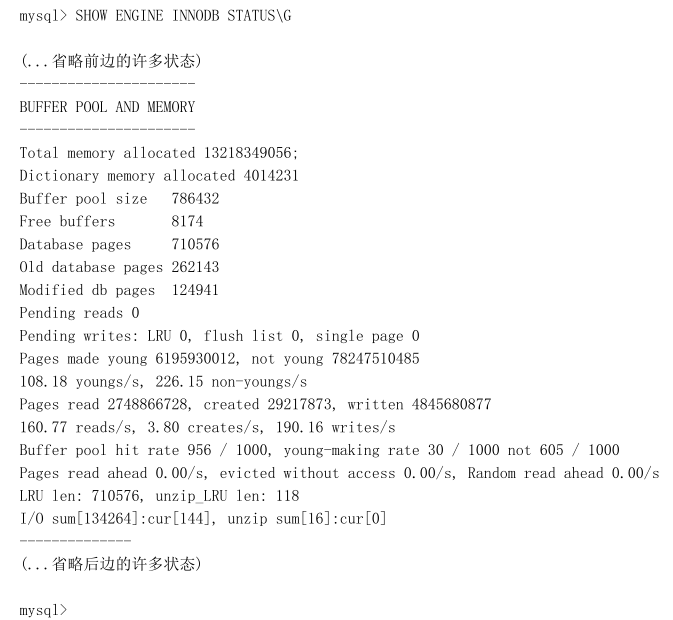 mysql> SHOW ENGINE INNODB STATUS\G
(...省略前边的许多状态)
----------------------
BUFFER POOL AND MEMORY
----------------------
Total memory allocated 13218349056;
Dictionary memory allocated 4014231
Buffer pool size   786432
Free buffers       8174
Database pages     710576
Old database pages 262143
Modified db pages  124941
Pending reads 0
Pending writes: LRU 0, flush list 0, single page 0
Pages made young 6195930012, not young 78247510485
108.18 youngs/s, 226.15 non-youngs/s
Pages read 2748866728, created 29217873, written 4845680877
160.77 reads/s, 3.80 creates/s, 190.16 writes/s
Buffer pool hit rate 956 / 1000, young-making rate 30 / 1000 not 605 / 1000
Pages read ahead 0.00/s, evicted without access 0.00/s, Random read ahead 0.00/s
LRU len: 710576, unzip_LRU len: 118
I/O sum[134264]:cur[144], unzip sum[16]:cur[0]
--------------
(...省略后边的许多状态)
mysql>